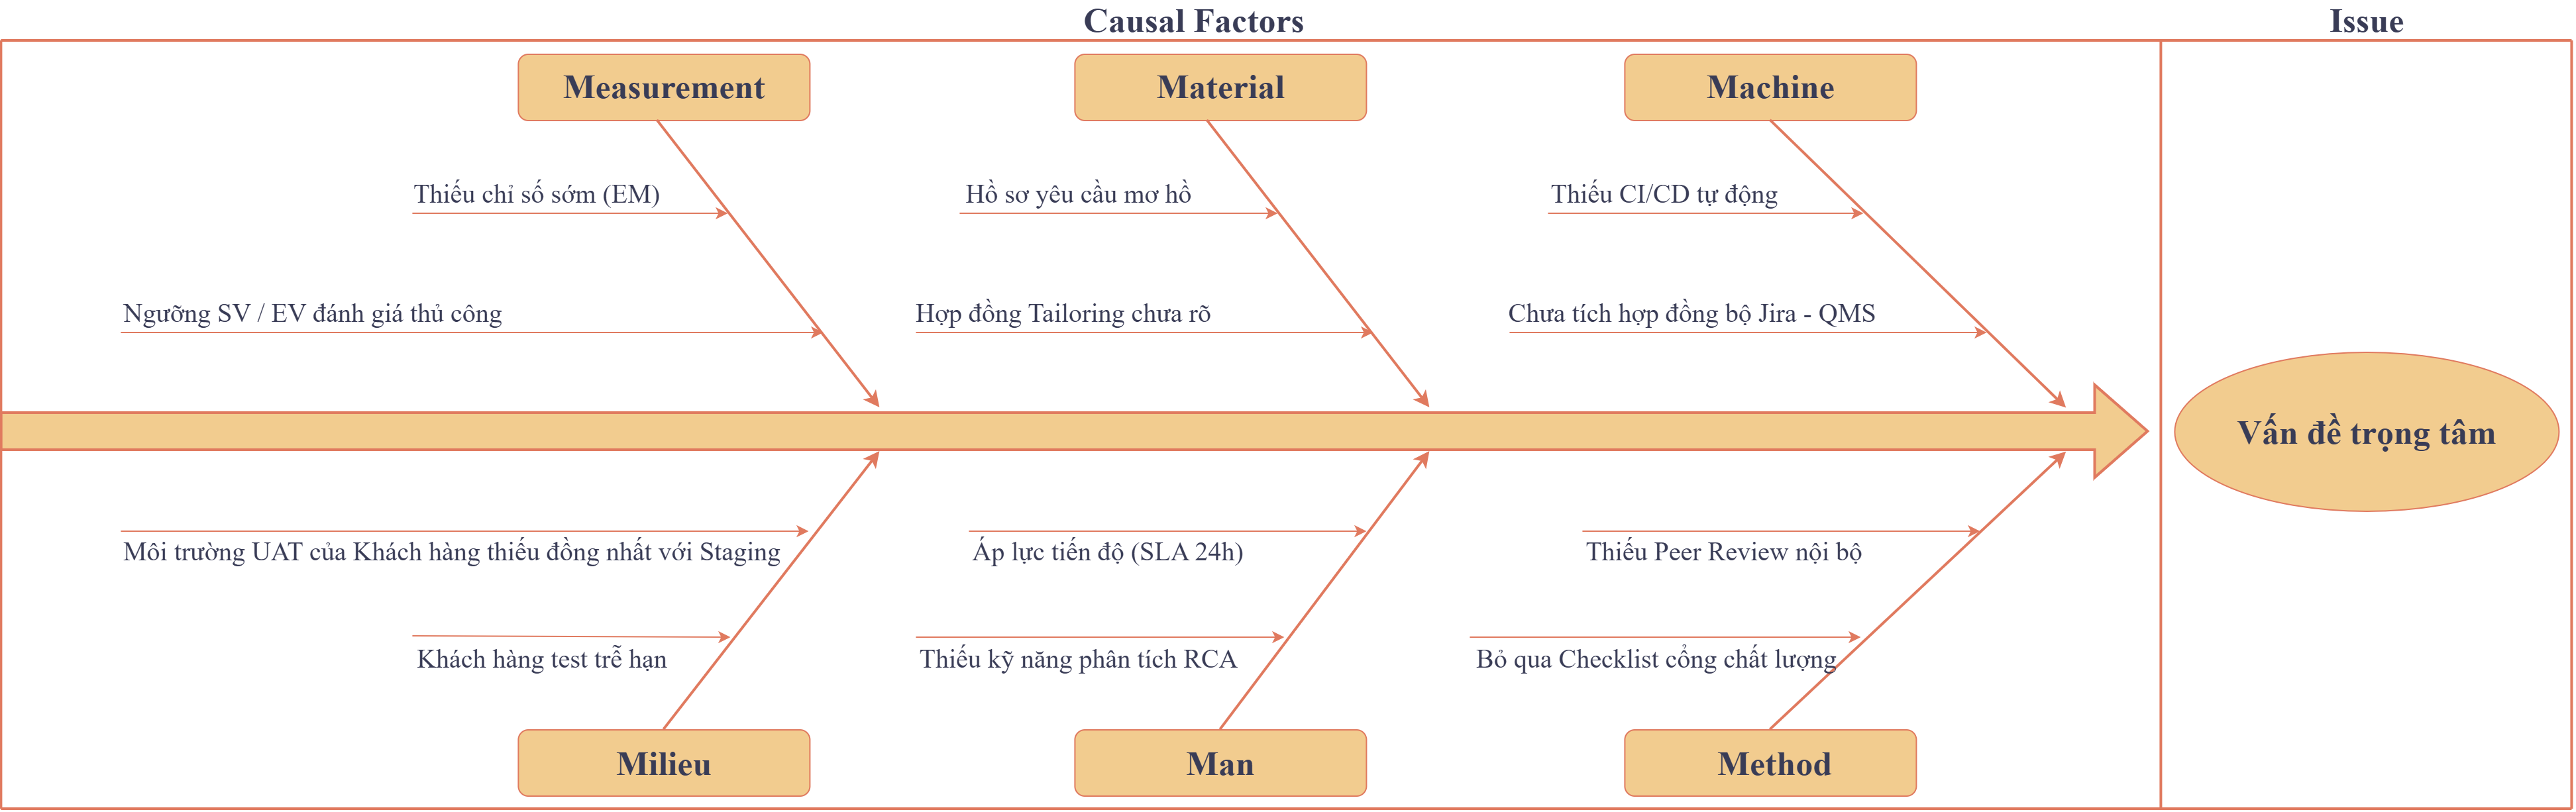 Causal Factors
Issue
Measurement
Material
Machine
Thiếu chỉ số sớm (EM)
Hồ sơ yêu cầu mơ hồ
Thiếu CI/CD tự động
Ngưỡng SV / EV đánh giá thủ công
Hợp đồng Tailoring chưa rõ
Chưa tích hợp đồng bộ Jira - QMS
Vấn đề trọng tâm
Môi trường UAT của Khách hàng thiếu đồng nhất với Staging
Áp lực tiến độ (SLA 24h)
Thiếu Peer Review nội bộ
Khách hàng test trễ hạn
Thiếu kỹ năng phân tích RCA
Bỏ qua Checklist cổng chất lượng
Milieu
Man
Method